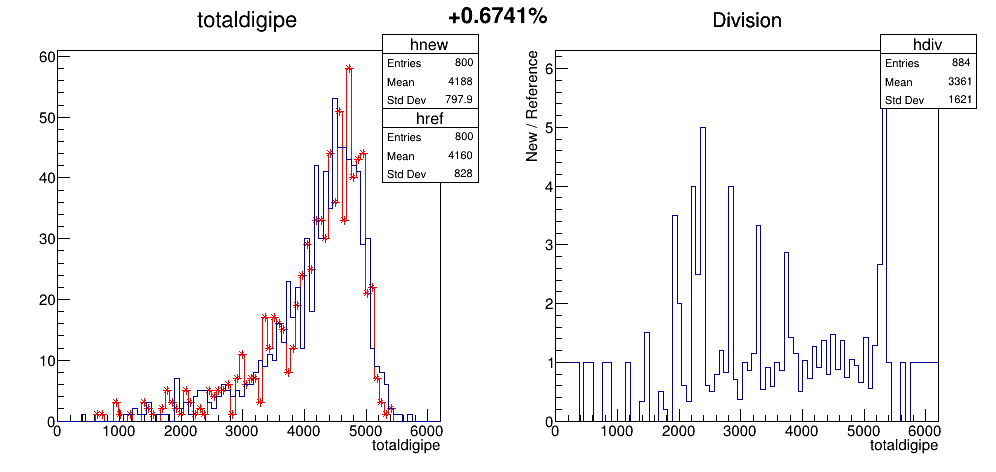 +0.6741%
totaldigipe
hnew
Entries 800
Mean 4188
Std Dev 797.9
href
Entries 800
Mean 4160
Std Dev 828
60
50
40
30
20
10
0
0 1000 2000 3000 4000 5000 6000
totaldigipe
Division
hdiv
Entries 884
Mean 3361
Std Dev 1621
New / Reference
6
5
4
3
2
1
0
0 1000 2000 3000 4000 5000 6000
totaldigipe